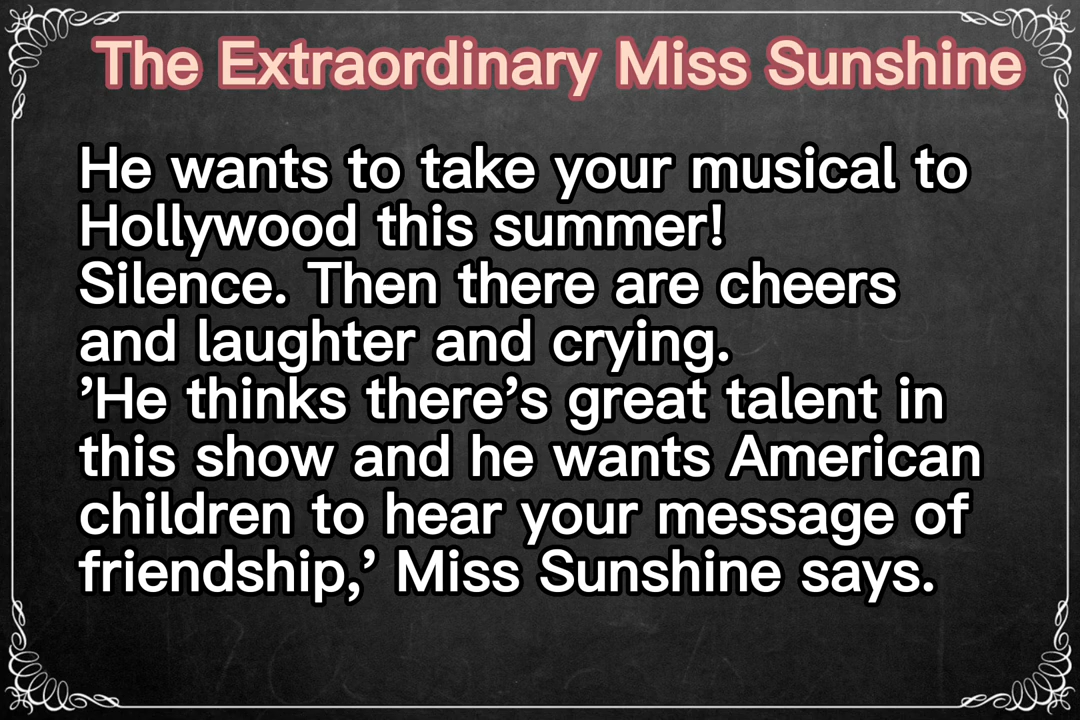 The Extraordinary Miss Sunshine
He wants to take your musical to
Hollywood this summer!
Silence. Then there are cheers
and laughter and crying.
’He thinks there’s great talent in
this show and he wants American
children to hear your message of
friendship,’ Miss Sunshine says.